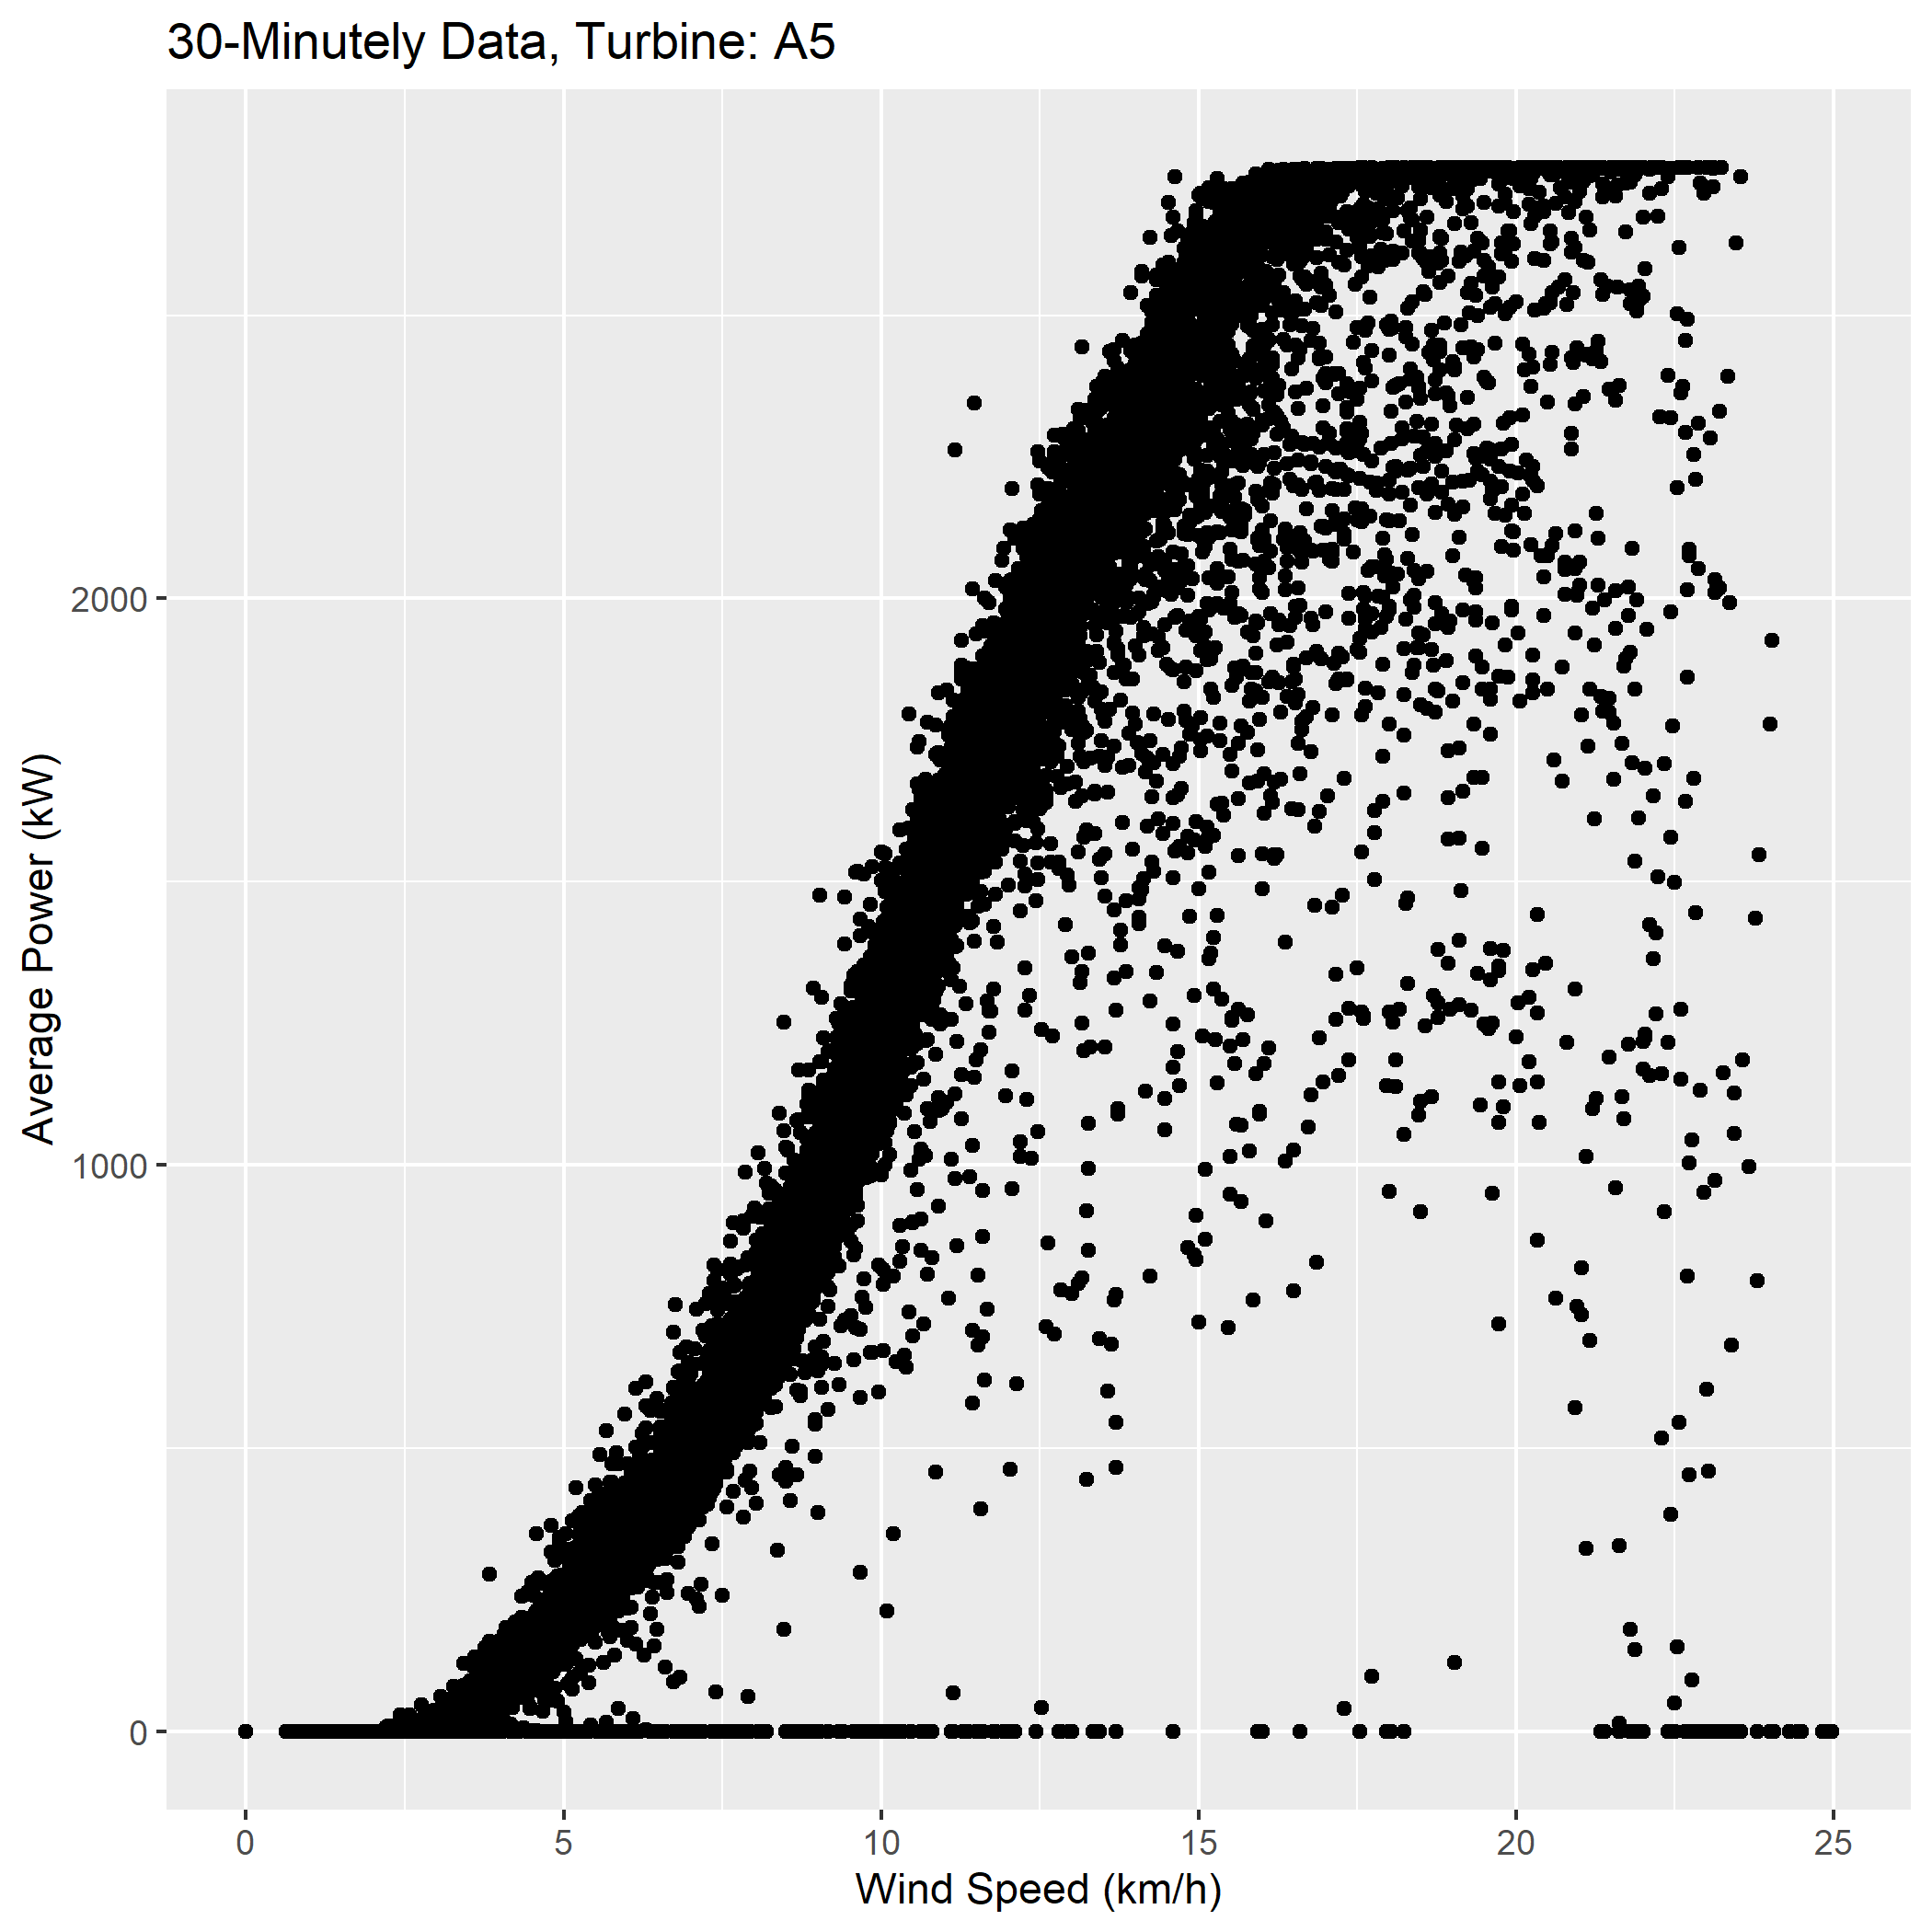 30-Minutely Data, Turbine: A5
Average Power (kW)
2000
1000
0
0 5 10 15 20 25
Wind Speed (km/h)